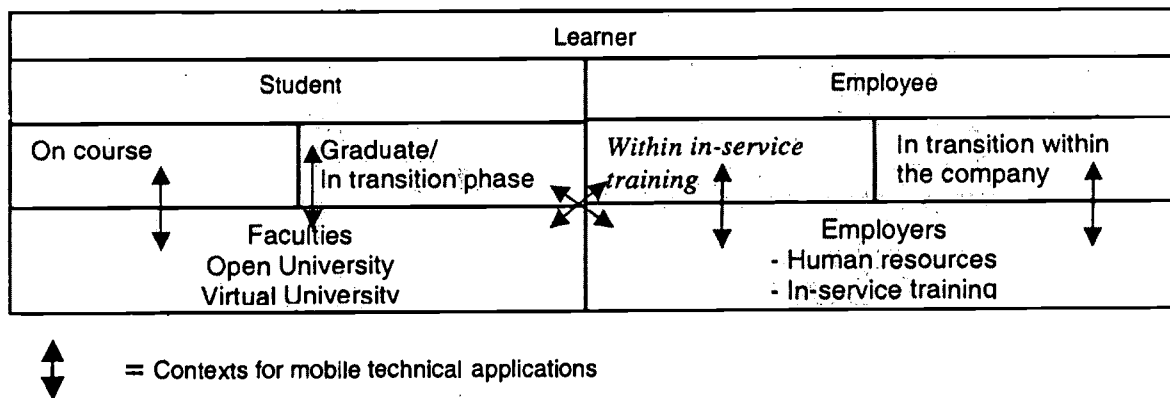 Learner
Student
Employee
On course
Graduate/
In transition phase
Within in-service
training
In transition within
the company
Faculties
Open University
Virtual University
Employers
- Human resources
- In-service training
= Contexts for mobile technical applications